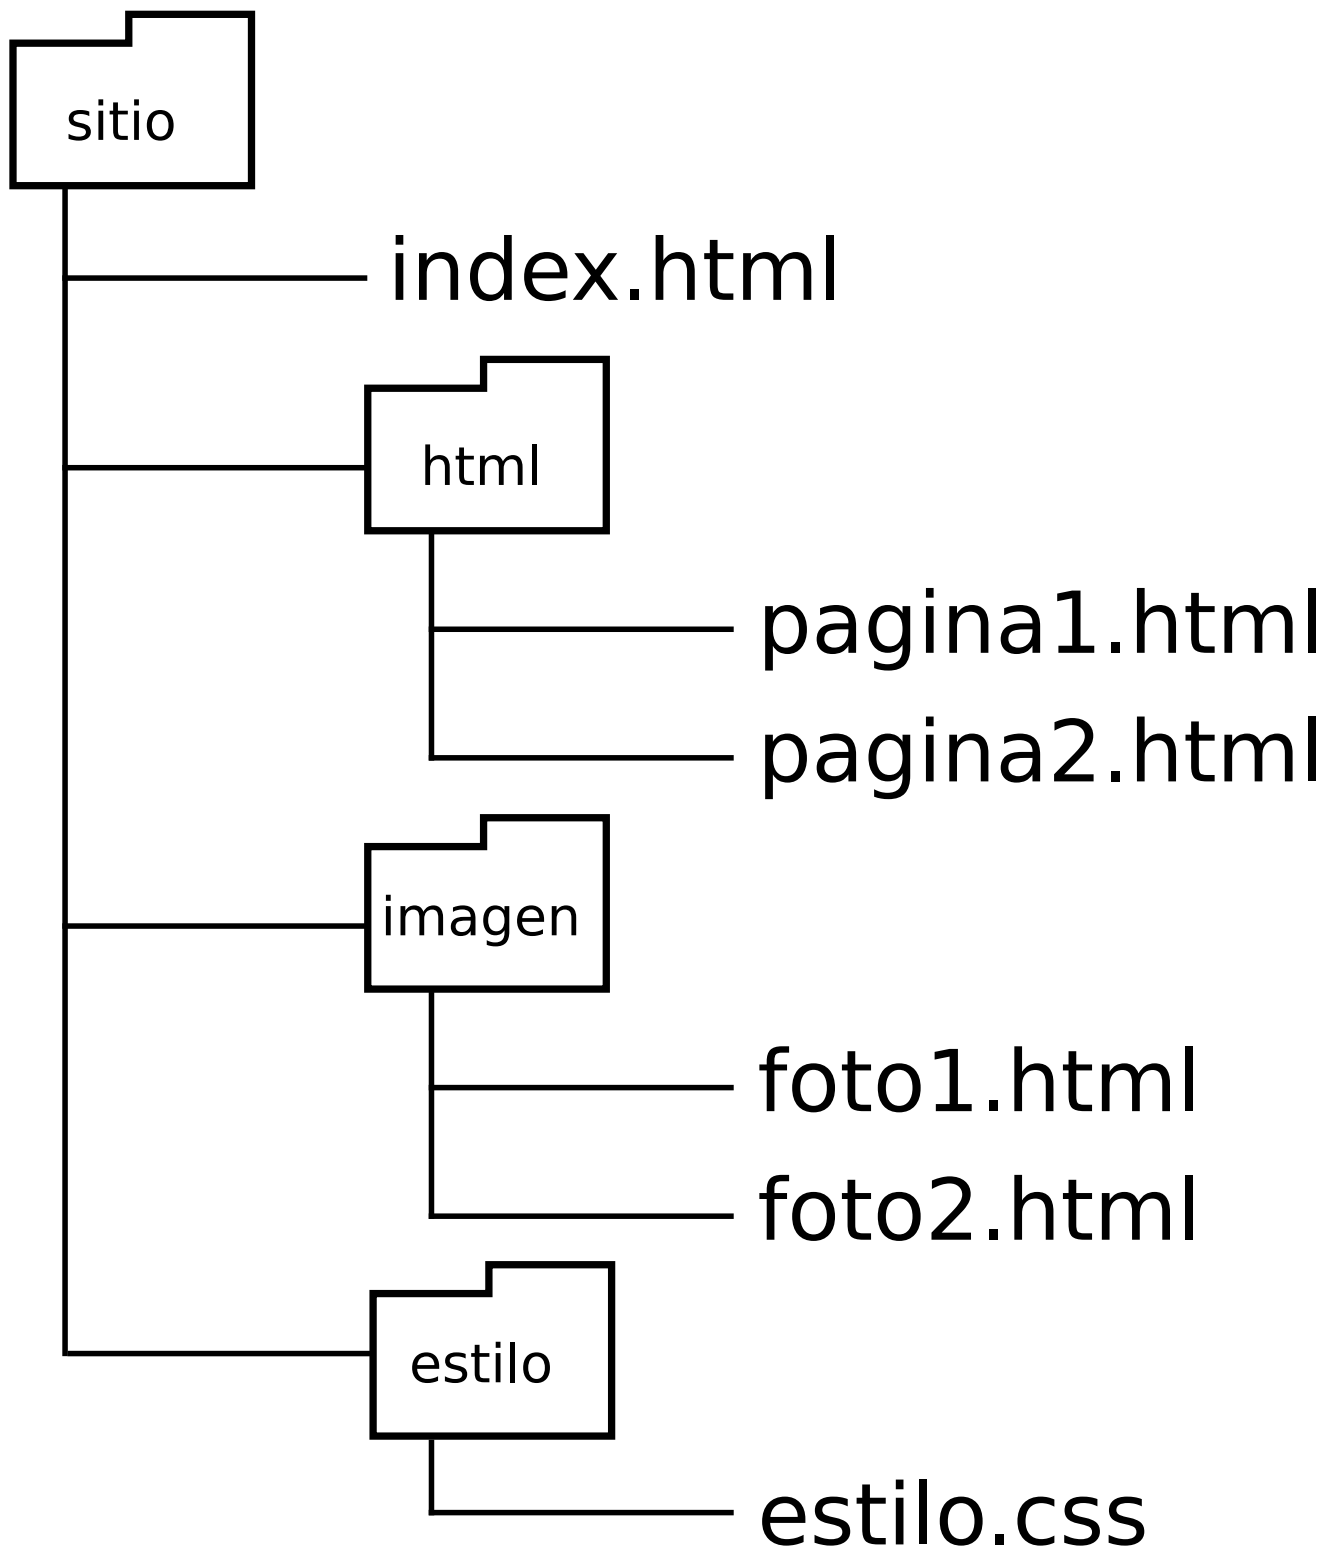 sitio
index.html
html
pagina1.html
pagina2.html
imagen
foto1.html
foto2.html
estilo
estilo.css